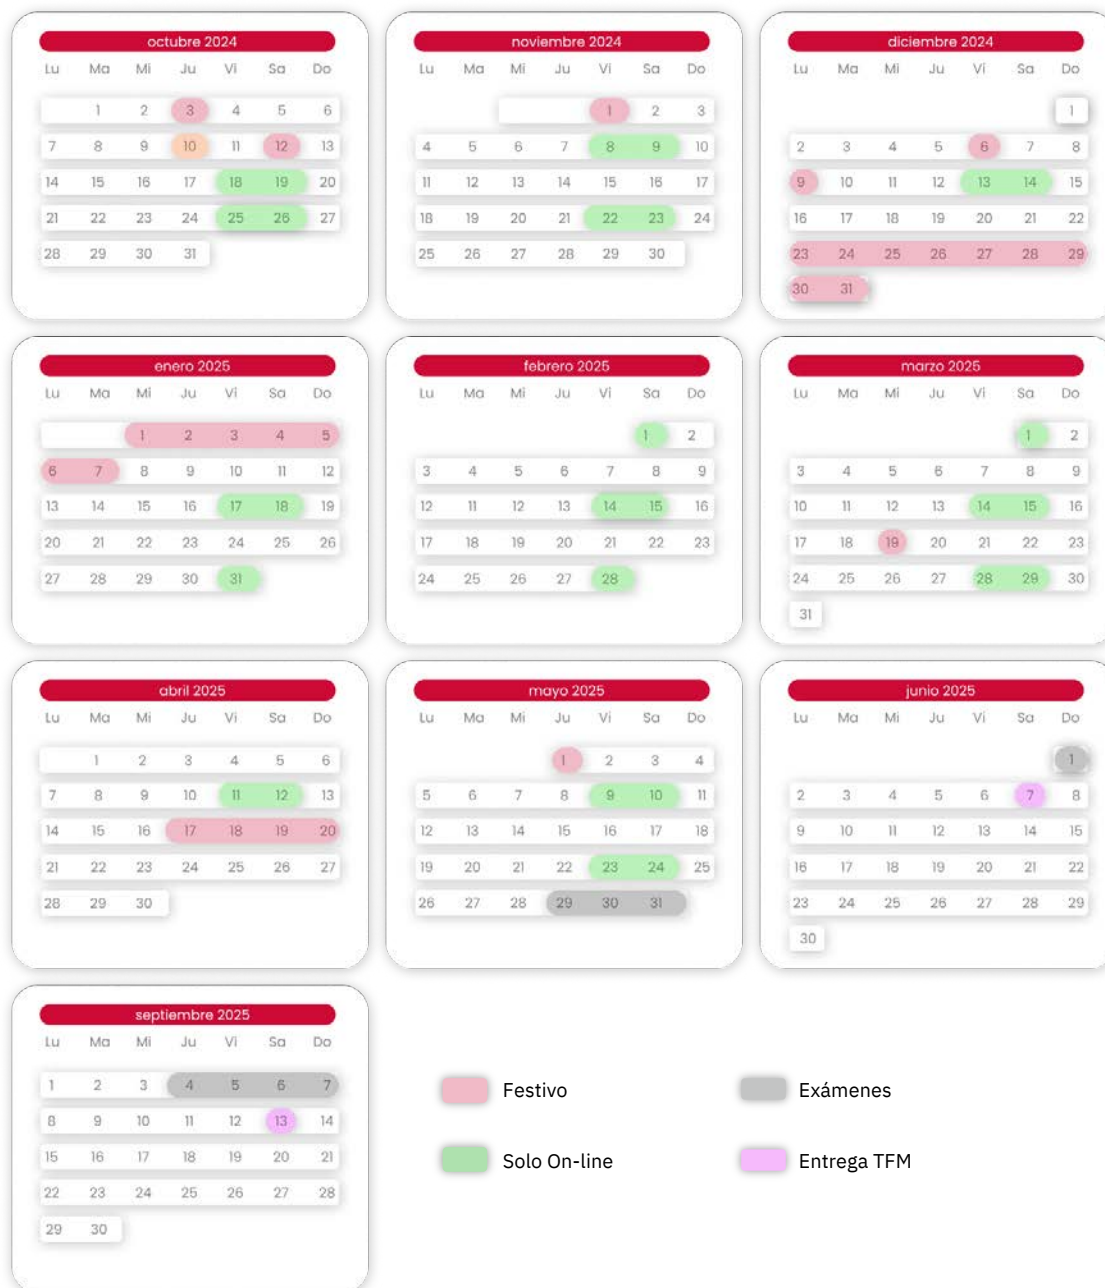 octubre 2024
Lu Ma Mi Ju Vi Sa Do
1 2 3 4 5 6
7 8 9 10 11 12 13
14 15 16 17 18 19 20
21 22 23 24 25 26 27
28 29 30 31
noviembre 2024
Lu Ma Mi Ju Vi Sa Do
1 2 3
4 5 6 7 8 9 10
11 12 13 14 15 16 17
18 19 20 21 22 23 24
25 26 27 28 29 30
diciembre 2024
Lu Ma Mi Ju Vi Sa Do
1
2 3 4 5 6 7 8
9 10 11 12 13 14 15
16 17 18 19 20 21 22
23 24 25 26 27 28 29
30 31
enero 2025
Lu Ma Mi Ju Vi Sa Do
1 2 3 4 5
6 7 8 9 10 11 12
13 14 15 16 17 18 19
20 21 22 23 24 25 26
27 28 29 30 31
febrero 2025
Lu Ma Mi Ju Vi Sa Do
1 2
3 4 5 6 7 8 9
12 11 12 13 14 15 16
17 18 19 20 21 22 23
24 25 26 27 28
marzo 2025
Lu Ma Mi Ju Vi Sa Do
1 2
3 4 5 6 7 8 9
10 11 12 13 14 15 16
17 18 19 20 21 22 23
24 25 26 27 28 29 30
31
abril 2025
Lu Ma Mi Ju Vi Sa Do
1 2 3 4 5 6
7 8 9 10 11 12 13
14 15 16 17 18 19 20
21 22 23 24 25 26 27
28 29 30
mayo 2025
Lu Ma Mi Ju Vi Sa Do
1 2 3 4
5 6 7 8 9 10 11
12 13 14 15 16 17 18
19 20 21 22 23 24 25
26 27 28 29 30 31
junio 2025
Lu Ma Mi Ju Vi Sa Do
1
2 3 4 5 6 7 8
9 10 11 12 13 14 15
16 17 18 19 20 21 22
23 24 25 26 27 28 29
30
septiembre 2025
Lu Ma Mi Ju Vi Sa Do
1 2 3 4 5 6 7
8 9 10 11 12 13 14
15 16 17 18 19 20 21
22 23 24 25 26 27 28
29 30
Festivo
Exámenes
Solo On-line
Entrega TFM